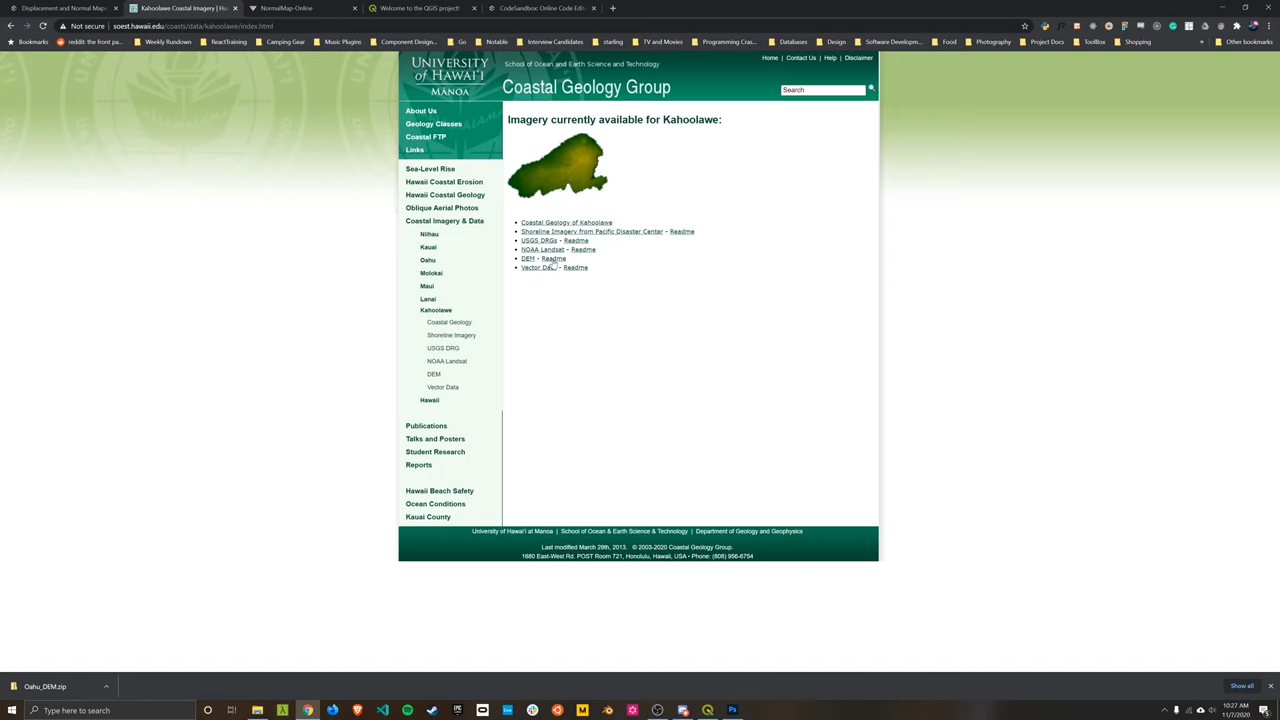 Displacement and Normal Maps
Kahoolawe Coastal Imagery | Ha
NormalMap-Online
Welcome to the QGIS project!
CodeSandbox: Online Code Edit
Not secure | soest.hawaii.edu/coasts/data/kahoolawe/index.html
Bookmarks
reddit: the front pa...
Weekly Rundown
ReactTraining
Camping Gear
Music Plugins
Component Design...
Go
Notable
Interview Candidates
starling
TV and Movies
Programming Cras...
Databases
Design
Software Developm...
Food
Photography
Project Docs
ToolBox
Shopping
Other bookmarks
UNIVERSITY
of HAWAI'I
MĀNOA
School of Ocean and Earth Science and Technology
Coastal Geology Group
Home | Contact Us | Help | Disclaimer
Search
About Us
Geology Classes
Coastal FTP
Links
Sea-Level Rise
Hawaii Coastal Erosion
Hawaii Coastal Geology
Oblique Aerial Photos
Coastal Imagery & Data
Niihau
Kauai
Oahu
Molokai
Maui
Lanai
Kahoolawe
Coastal Geology
Shoreline Imagery
USGS DRG
NOAA Landsat
DEM
Vector Data
Hawaii
Publications
Talks and Posters
Student Research
Reports
Hawaii Beach Safety
Ocean Conditions
Kauai County
Imagery currently available for Kahoolawe:
Coastal Geology of Kahoolawe
Shoreline Imagery from Pacific Disaster Center - Readme
USGS DRGs - Readme
NOAA Landsat - Readme
DEM - Readme
Vector Data - Readme
University of Hawai'i at Manoa | School of Ocean & Earth Science & Technology | Department of Geology and Geophysics
Last modified March 29th, 2013. © 2003-2020 Coastal Geology Group.
1680 East-West Rd. POST Room 721, Honolulu, Hawaii, USA • Phone: (808) 956-6754
Oahu_DEM.zip
Show all
Type here to search
10:27 AM
11/7/2020